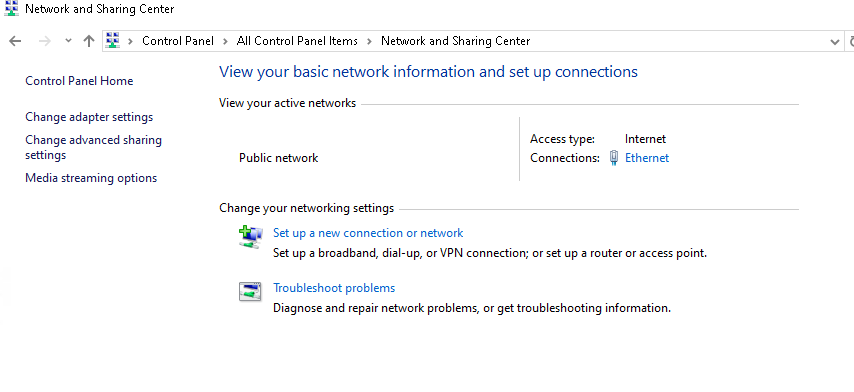 Network and Sharing Center
Control Panel > All Control Panel Items > Network and Sharing Center
Control Panel Home
Change adapter settings
Change advanced sharing
settings
Media streaming options
View your basic network information and set up connections
View your active networks
Public network
Access type: Internet
Connections: Ethernet
Change your networking settings
Set up a new connection or network
Set up a broadband, dial-up, or VPN connection; or set up a router or access point.
Troubleshoot problems
Diagnose and repair network problems, or get troubleshooting information.